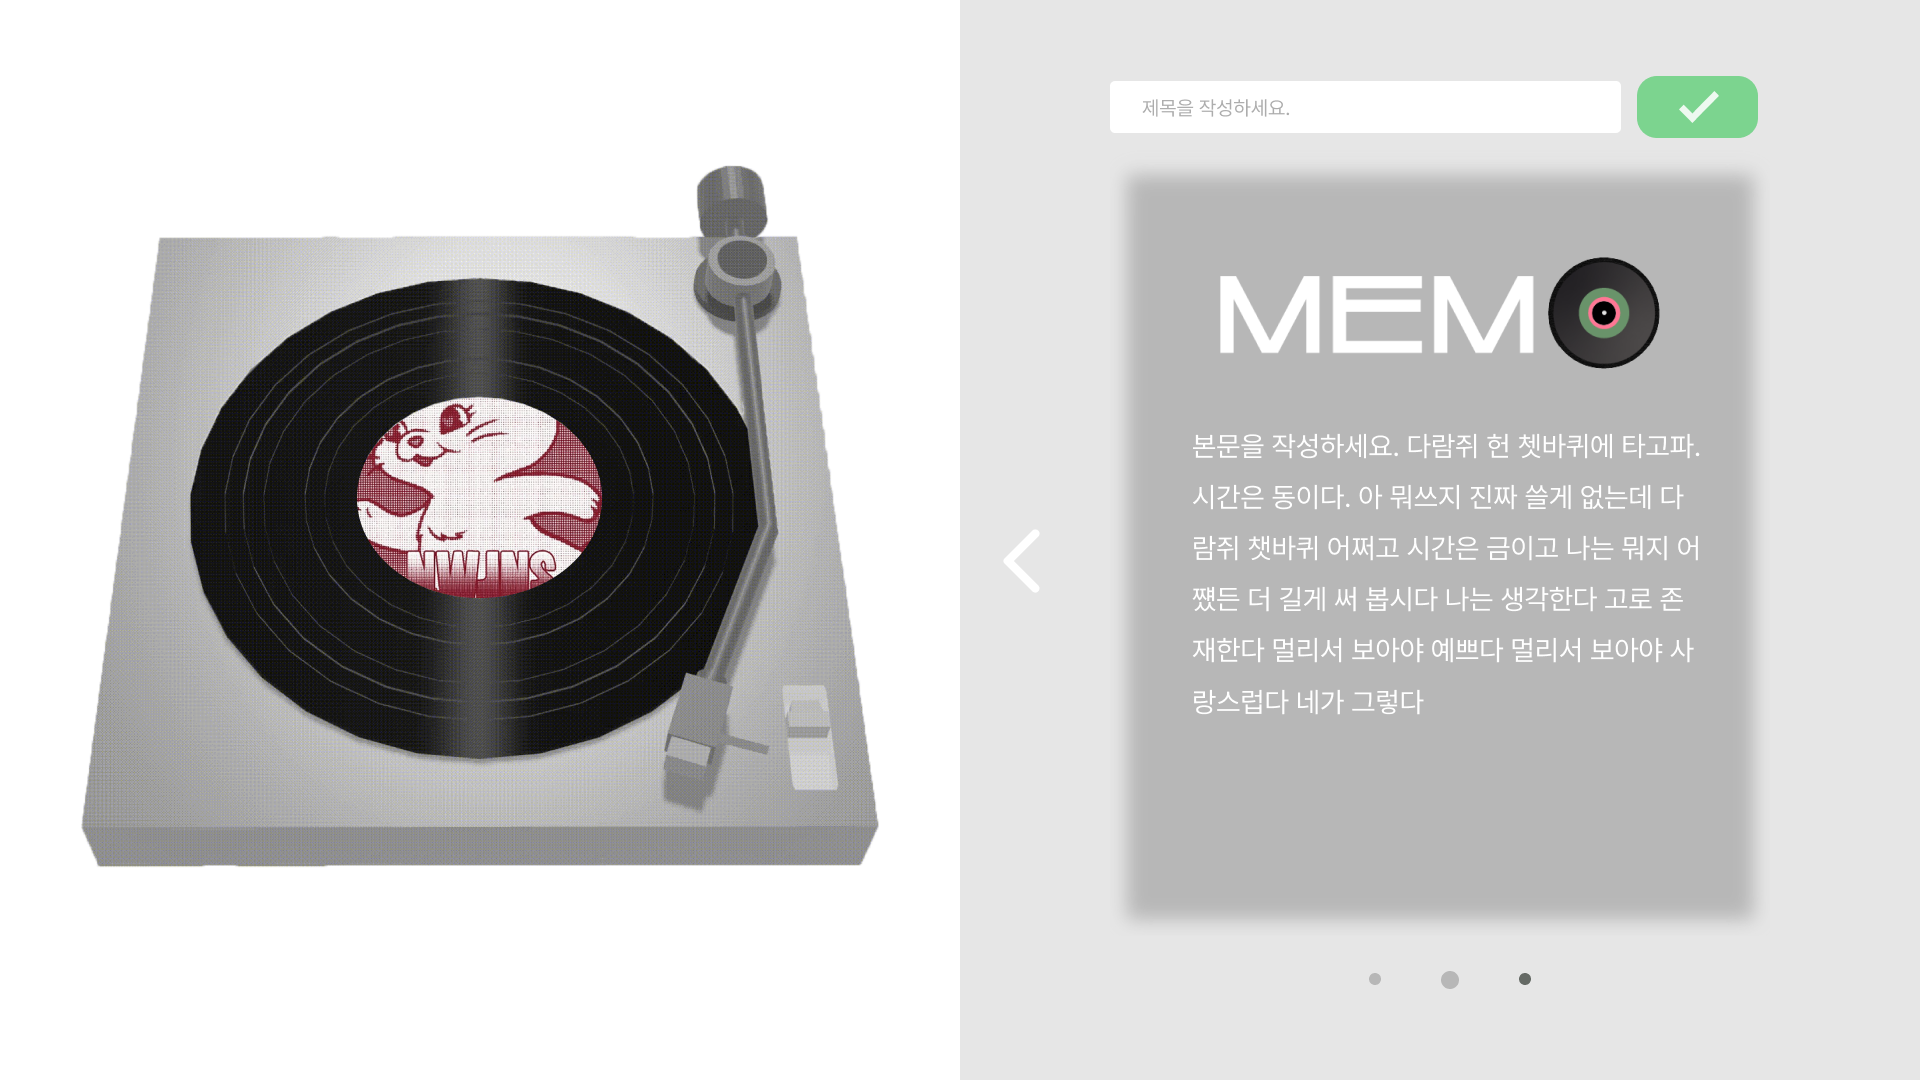 제목을 작성하세요.
MEMO
본문을 작성하세요. 다람쥐 헌 쳇바퀴에 타고파.
시간은 동이다. 아 뭐쓰지 진짜 쓸게 없는데 다
람쥐 챗바퀴 어쩌고 시간은 금이고 나는 뭐지 어
쨌든 더 길게 써 봅시다 나는 생각한다 고로 존
재한다 멀리서 보아야 예쁘다 멀리서 보아야 사
랑스럽다 네가 그렇다
NWJNS